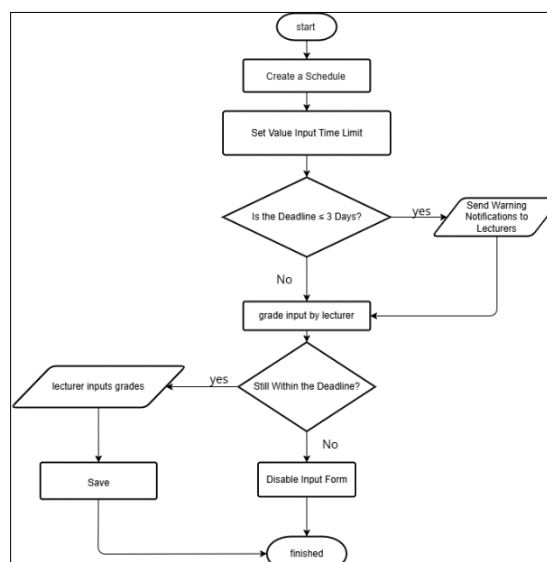 start
Create a Schedule
Set Value Input Time Limit
Is the Deadline ≤ 3 Days?
yes
Send Warning
Notifications to
Lecturers
No
grade input by lecturer
lecturer inputs grades
yes
Still Within the Deadline?
No
Save
Disable Input Form
finished